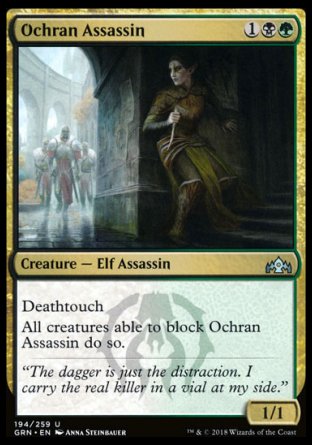 Ochran Assassin 1
Creature — Elf Assassin
Deathtouch
All creatures able to block Ochran
Assassin do so.
“The dagger is just the distraction. I
carry the real killer in a vial at my side.”
1/1
194/259 U
GRN • EN Anna Steinbauer
™ & © 2018 Wizards of the Coast